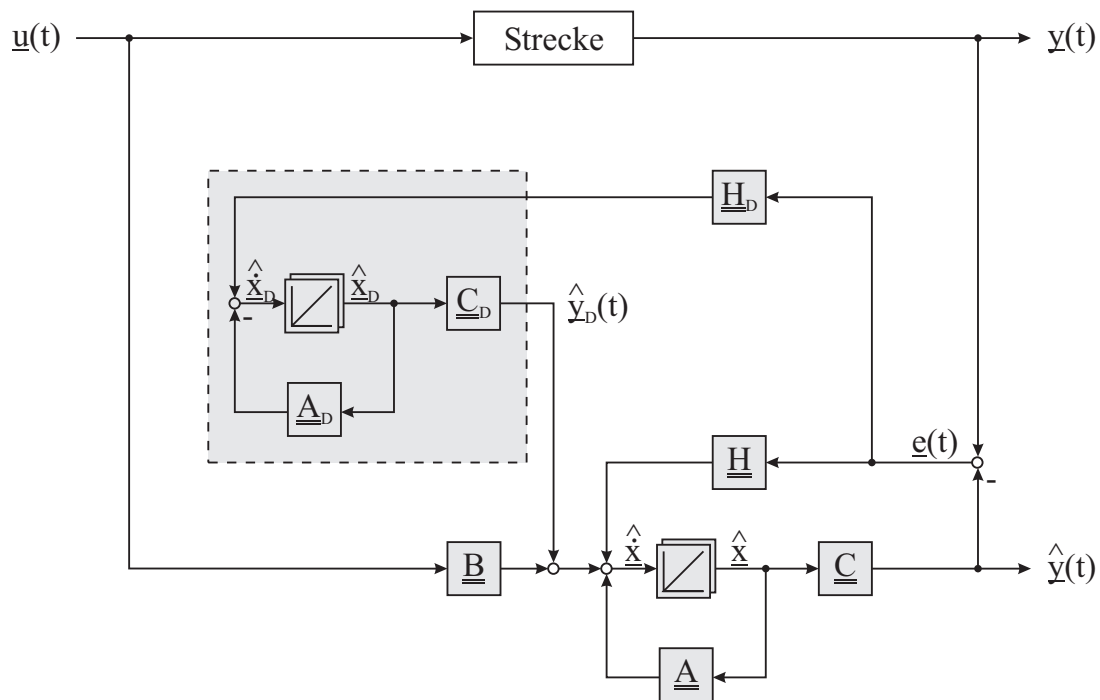 u(t) Strecke y(t)
H_D
ẋ̂_D x̂_D C_D ŷ_D(t)
-
A_D
H e(t)
-
B ẋ̂ x̂ C ŷ(t)
A